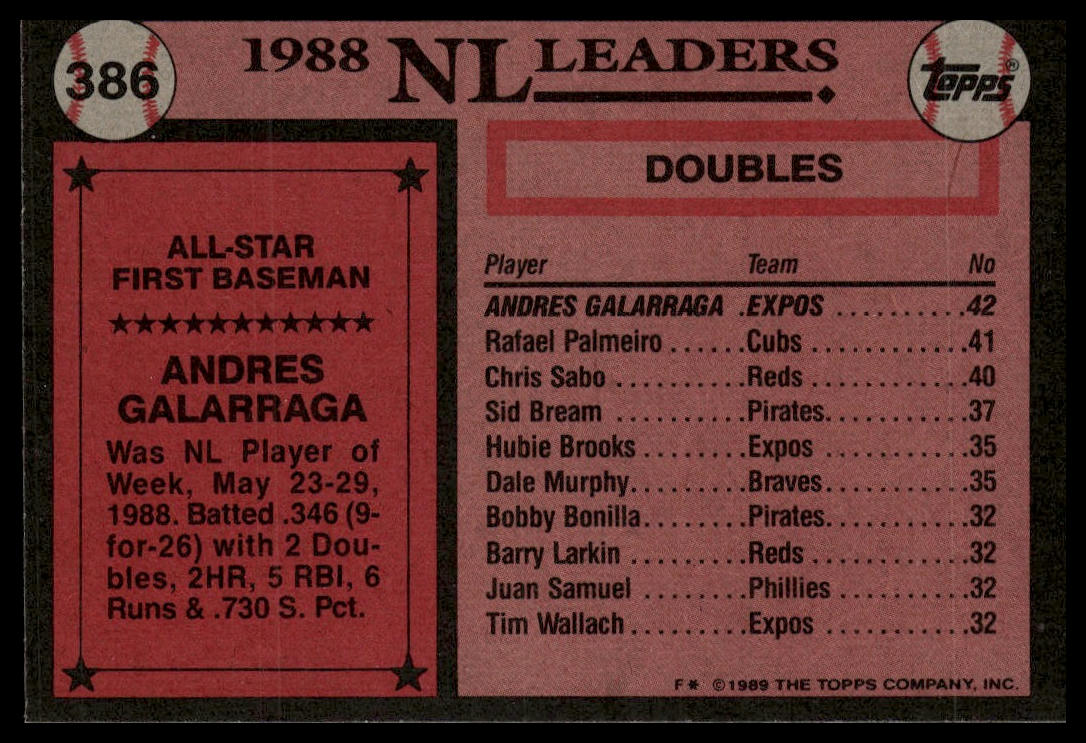 386
1988 NL LEADERS
Topps®
ALL-STAR
FIRST BASEMAN
ANDRES
GALARRAGA
Was NL Player of
Week, May 23-29,
1988. Batted .346 (9-
for-26) with 2 Dou-
bles, 2HR, 5 RBI, 6
Runs & .730 S. Pct.
DOUBLES
Player Team No
ANDRES GALARRAGA .EXPOS ..........42
Rafael Palmeiro ......Cubs ............41
Chris Sabo ..........Reds ............40
Sid Bream ..........Pirates...........37
Hubie Brooks .........Expos ...........35
Dale Murphy..........Braves...........35
Bobby Bonilla.........Pirates...........32
Barry Larkin ..........Reds ............32
Juan Samuel ........Phillies ..........32
Tim Wallach..........Expos ...........32
F* ©1989 THE TOPPS COMPANY, INC.